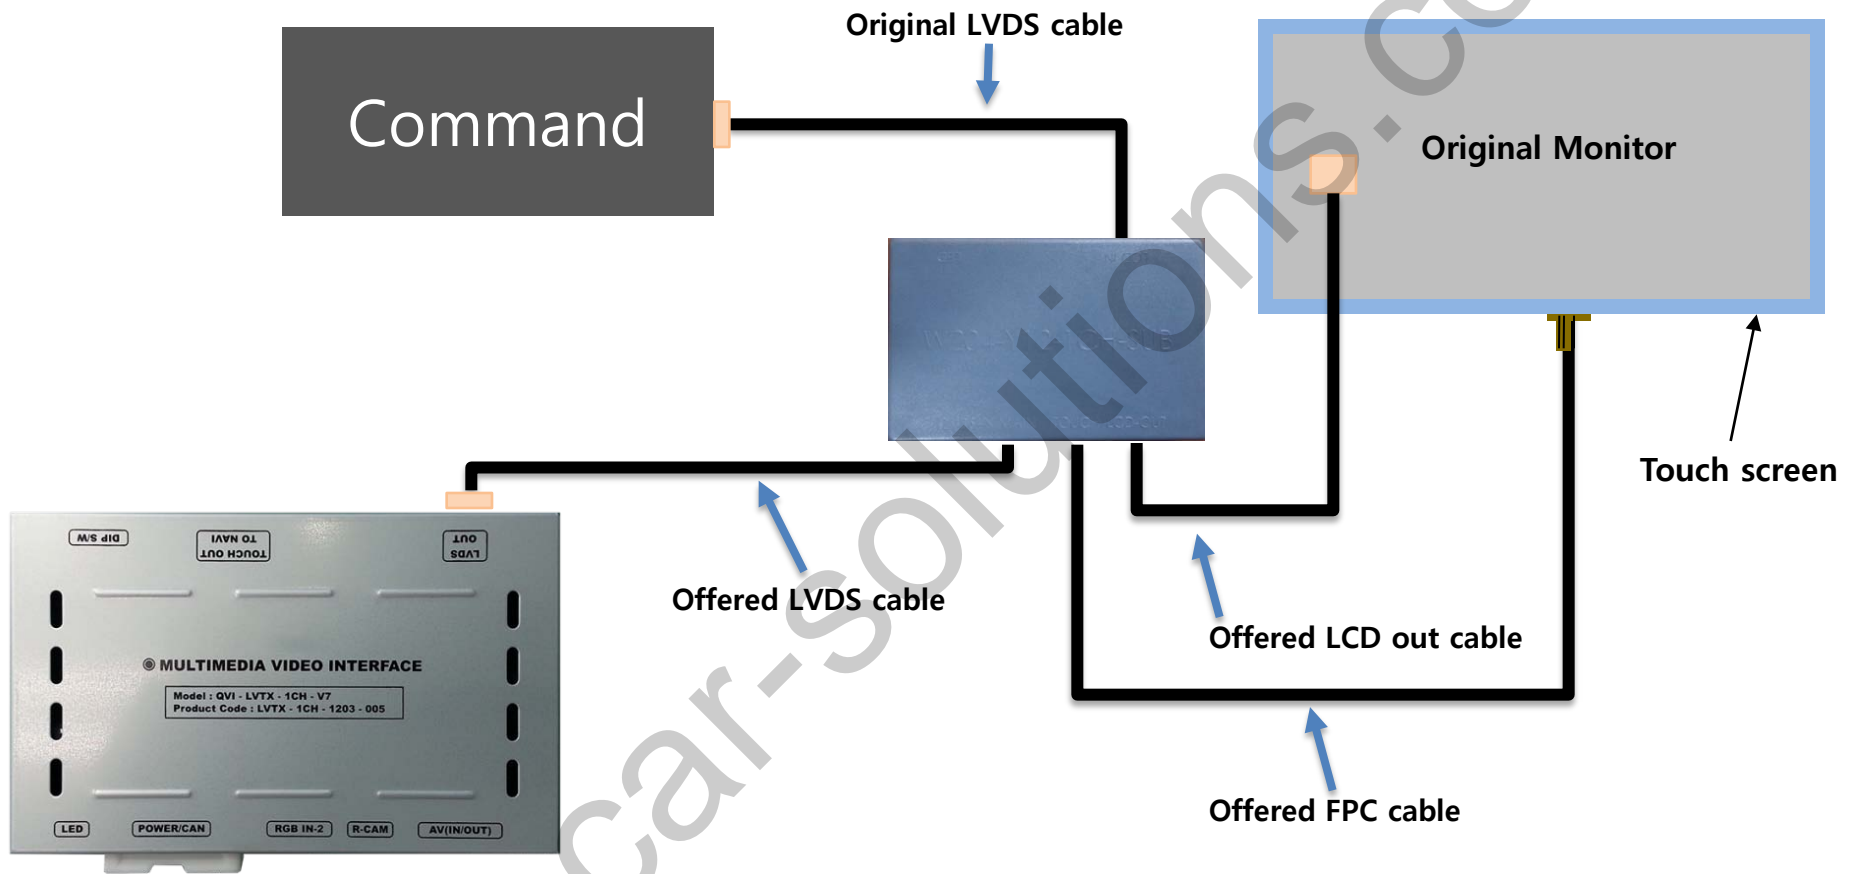 Original LVDS cable
Command
Original Monitor
Touch screen
Offered LVDS cable
Offered LCD out cable
Offered FPC cable
DIP S/W
TOUCH OUT
TO NAVI
LVDS
OUT
MULTIMEDIA VIDEO INTERFACE
Model : QVI - LVTX - 1CH - V7
Product Code : LVTX - 1CH - 1203 - 005
LED
POWER/CAN
RGB IN-2
R-CAM
AV(IN/OUT)
car-solutions.co